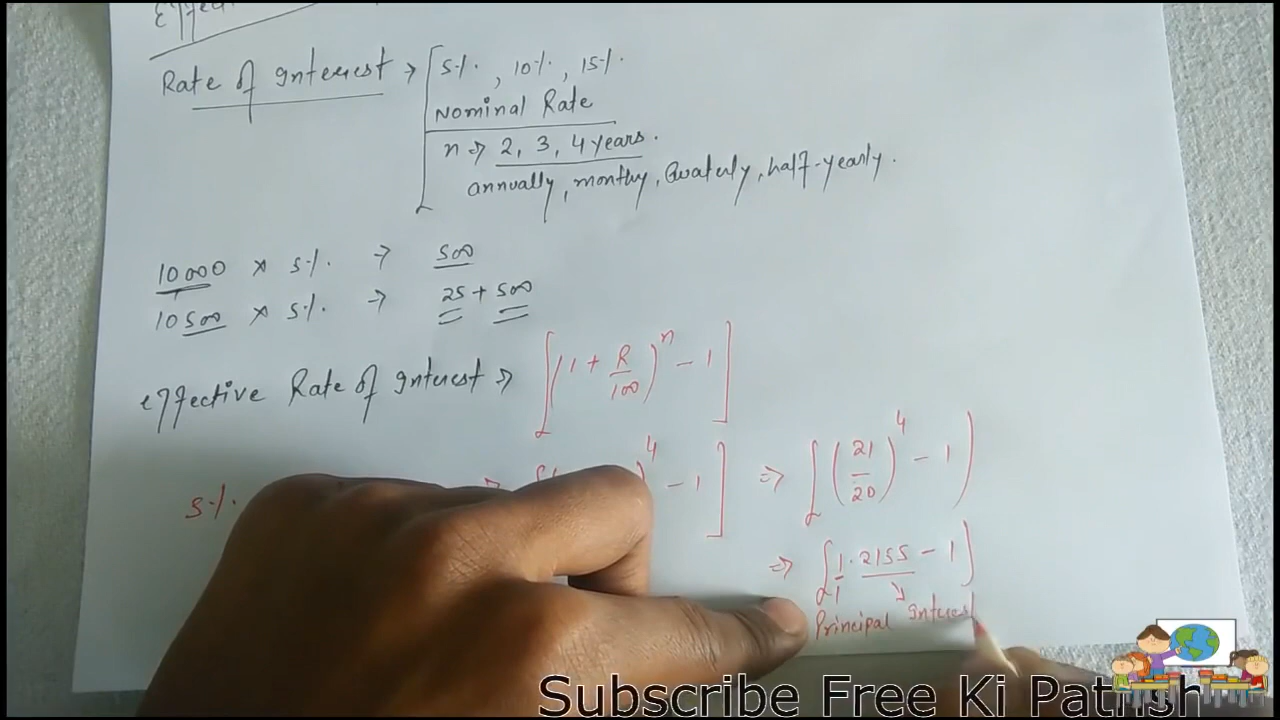 Effec
Rate of Interest → 5%, 10%, 15%.
Nominal Rate
n → 2, 3, 4 years.
annually, monthy, Quaterly, half-yearly.
10000 × 5% → 500
10500 × 5% → 25 + 500
effective Rate of Interest → [(1 + R/100)^n − 1]
5% ⇒ [( )^4 − 1] ⇒ [(21/20)^4 − 1)
⇒ [1.2155 − 1]
Principal Interest
Subscribe Free Ki